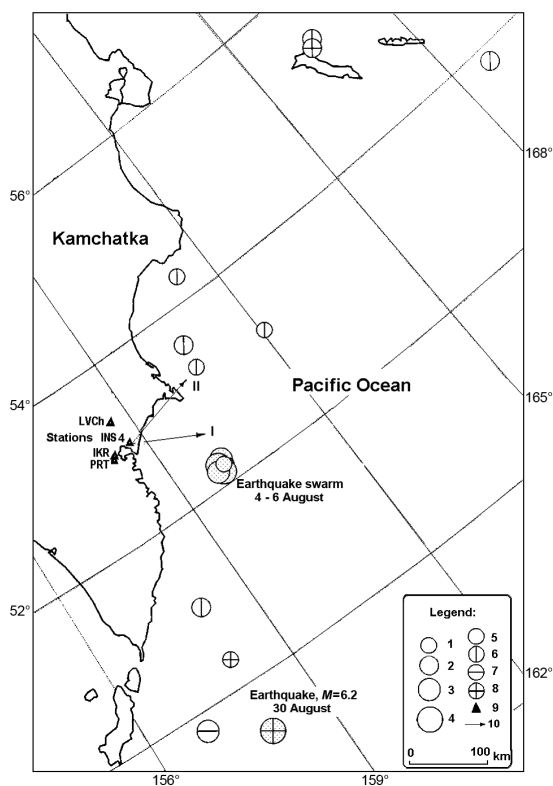 168°
56°
Kamchatka
Pacific Ocean
165°
II
54°
LVCh
I
Stations INS 4
IKR
PRT
Earthquake swarm
4 - 6 August
52°
Legend:
1 5
2 6
3 7
4 8
9
10
0 100 km
162°
Earthquake, M=6.2
30 August
156°
159°